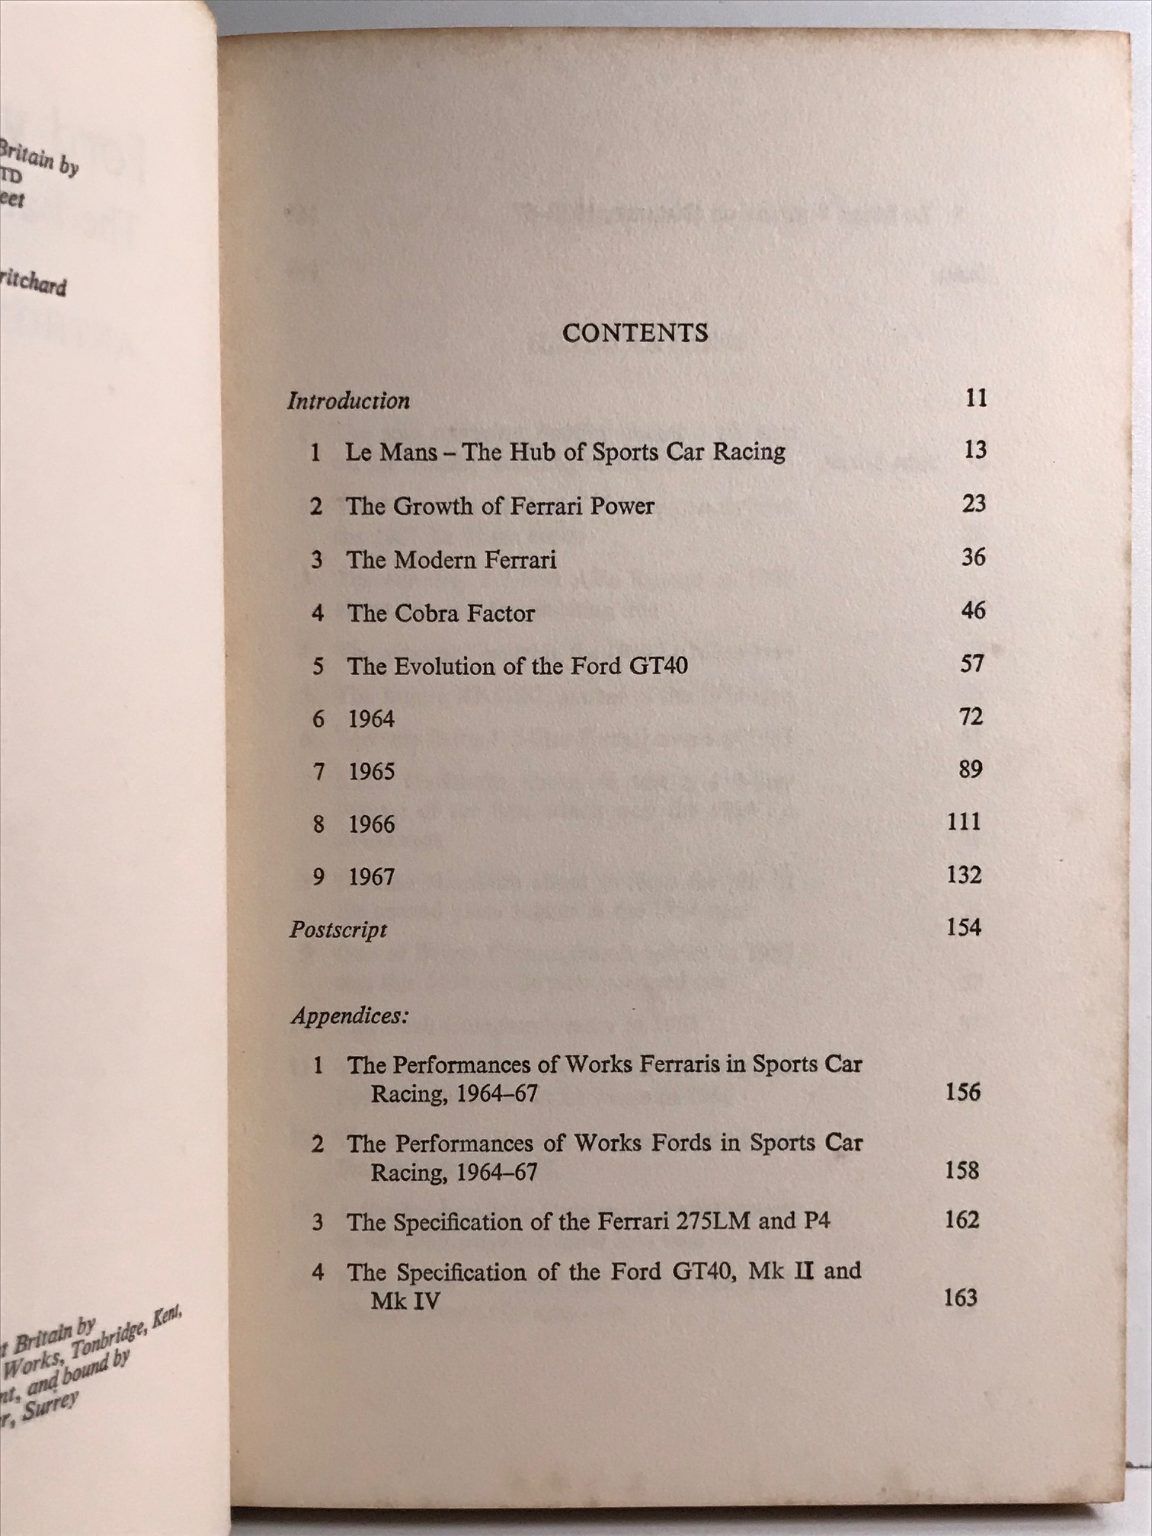 Britain by
TD
eet
ritchard
t Britain by
Works, Tonbridge, Kent,
nt, and bound by
r, Surrey
CONTENTS
Introduction 11
1 Le Mans – The Hub of Sports Car Racing 13
2 The Growth of Ferrari Power 23
3 The Modern Ferrari 36
4 The Cobra Factor 46
5 The Evolution of the Ford GT40 57
6 1964 72
7 1965 89
8 1966 111
9 1967 132
Postscript 154
Appendices:
1 The Performances of Works Ferraris in Sports Car
Racing, 1964–67 156
2 The Performances of Works Fords in Sports Car
Racing, 1964–67 158
3 The Specification of the Ferrari 275LM and P4 162
4 The Specification of the Ford GT40, Mk II and
Mk IV 163